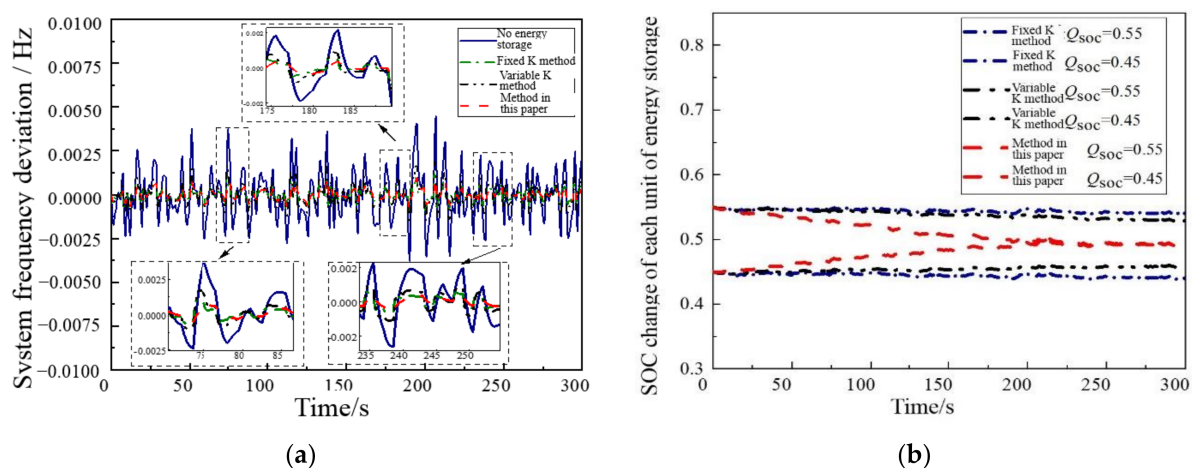 System frequency deviation / Hz
0.0100
0.0075
0.0050
0.0025
0.0000
−0.0025
−0.0050
−0.0075
−0.0100
0
50
100
150
200
250
300
Time/s
No energy
storage
Fixed K method
Variable K
method
Method in
this paper
0.002
0.000
-0.002
175
180
185
0.0025
0.0000
-0.0025
75
80
85
0.002
0.000
-0.002
235
240
245
250
(a)
SOC change of each unit of energy storage
0.8
0.7
0.6
0.5
0.4
0.3
0
50
100
150
200
250
300
Time/s
Fixed K
method Qsoc=0.55
Fixed K
method Qsoc=0.45
Variable
K method Qsoc=0.55
Variable
K method Qsoc=0.45
Method in
this paper Qsoc=0.55
Method in
this paper Qsoc=0.45
(b)